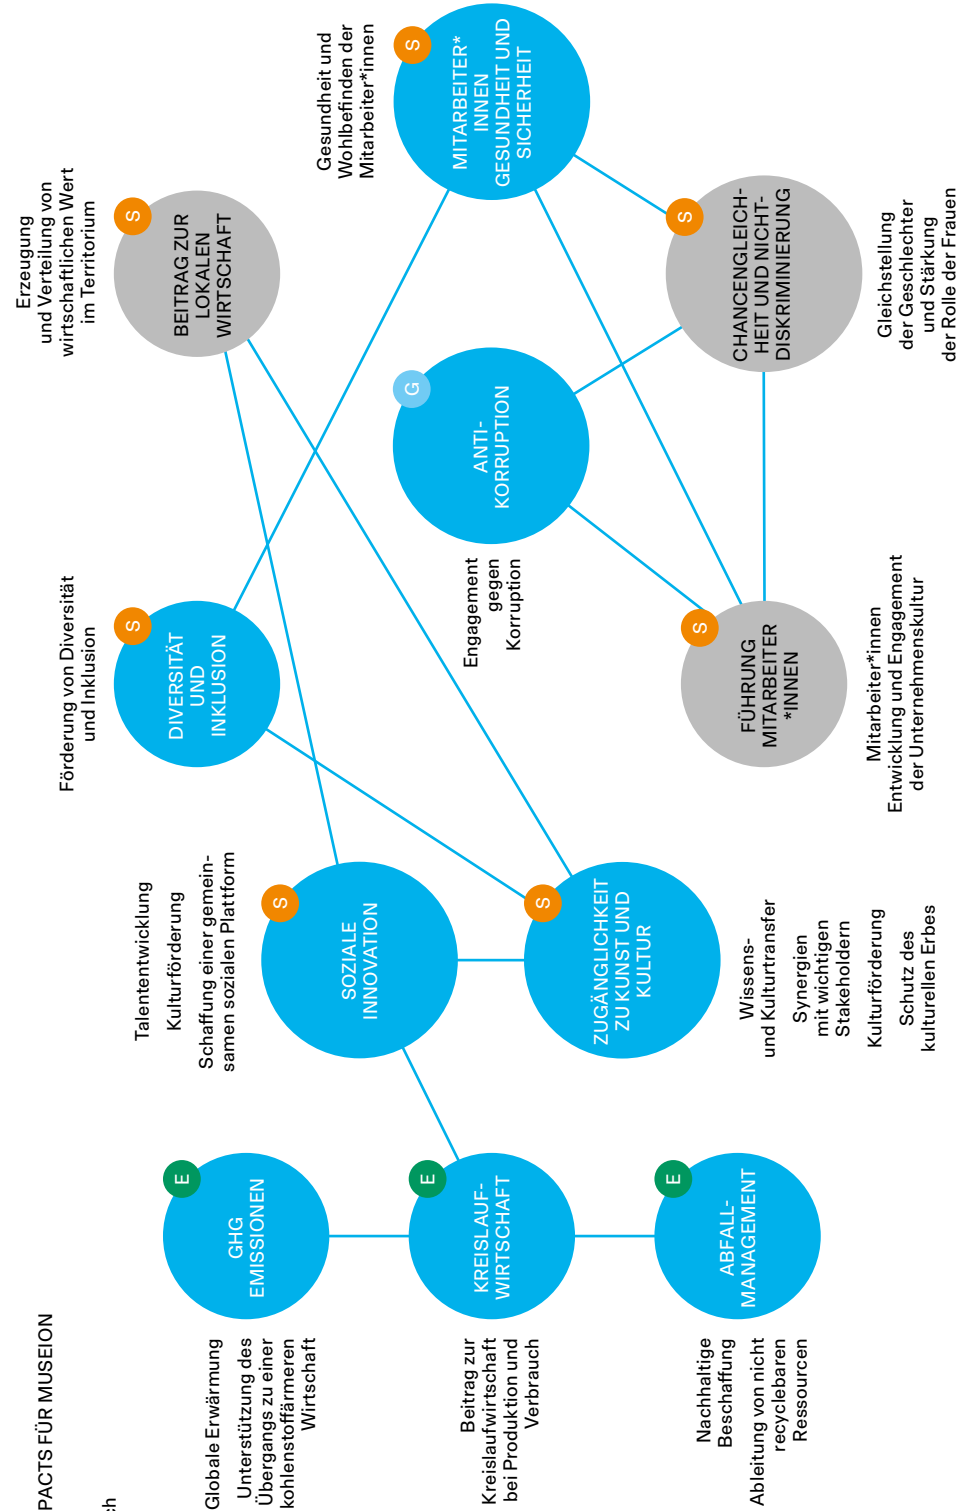 PACTS FÜR MUSEION
ch
Globale Erwärmung
Unterstützung des
Übergangs zu einer
kohlenstoffärmeren
Wirtschaft
GHG
EMISSIONEN
E
Beitrag zur
Kreislaufwirtschaft
bei Produktion und
Verbrauch
KREISLAUF-
WIRTSCHAFT
E
Nachhaltige
Beschaffung
Ableitung von nicht
recyclebaren
Ressourcen
ABFALL-
MANAGEMENT
E
Talententwicklung
Kulturförderung
Schaffung einer gemein-
samen sozialen Plattform
SOZIALE
INNOVATION
S
ZUGÄNGLICHKEIT
ZU KUNST UND
KULTUR
S
Wissens-
und Kulturtransfer
Synergien
mit wichtigen
Stakeholdern
Kulturförderung
Schutz des
kulturellen Erbes
Förderung von Diversität
und Inklusion
DIVERSITÄT
UND
INKLUSION
S
Engagement
gegen
Korruption
ANTI-
KORRUPTION
G
FÜHRUNG
MITARBEITER
*INNEN
S
Mitarbeiter*innen
Entwicklung und Engagement
der Unternehmenskultur
Erzeugung
und Verteilung von
wirtschaftlichen Wert
im Territorium
BEITRAG ZUR
LOKALEN
WIRTSCHAFT
S
Gesundheit und
Wohlbefinden der
Mitarbeiter*innen
MITARBEITER*
INNEN
GESUNDHEIT UND
SICHERHEIT
S
CHANCENGLEICH-
HEIT UND NICHT-
DISKRIMINIERUNG
S
Gleichstellung
der Geschlechter
und Stärkung
der Rolle der Frauen